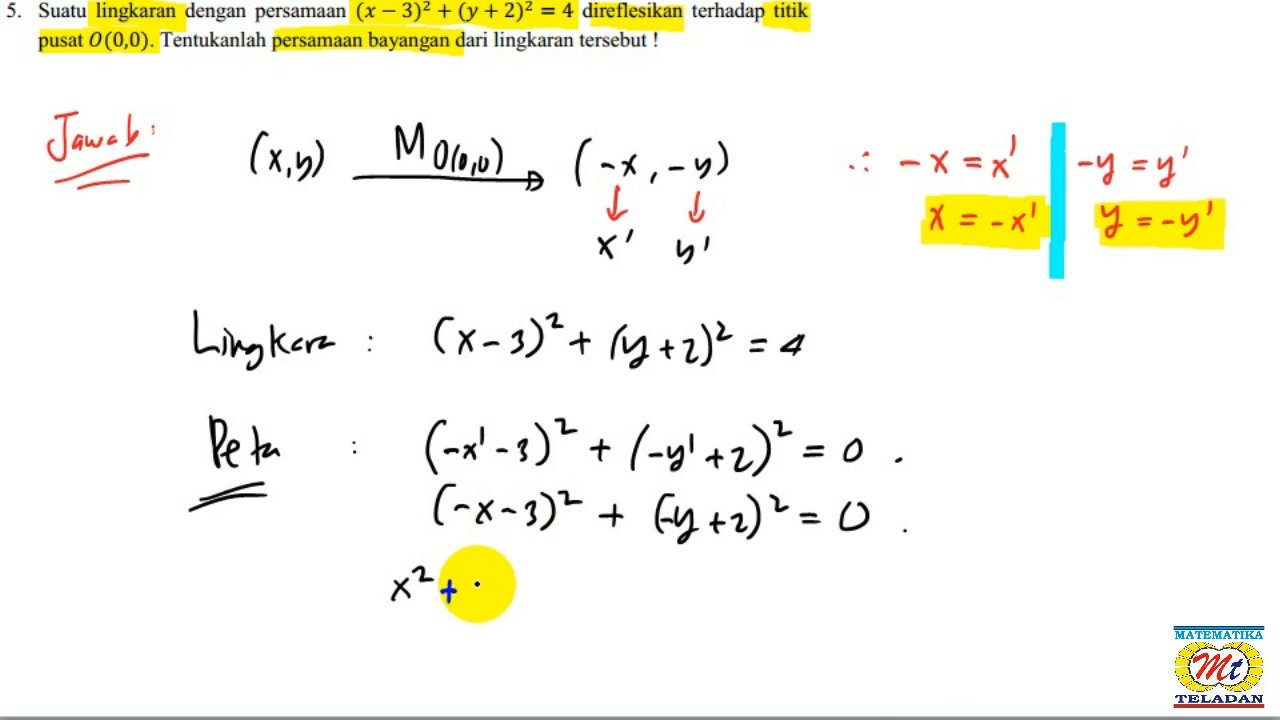 5. Suatu lingkaran dengan persamaan (x − 3)² + (y + 2)² = 4 direflesikan terhadap titik
pusat O(0,0). Tentukanlah persamaan bayangan dari lingkaran tersebut !
Jawab :
(x,y) M O(0,0) (-x , -y)
x' y'
∴ -x = x' -y = y'
x = -x' y = -y'
Lingkaran : (x-3)² + (y+2)² = 4
Peta : (-x'-3)² + (-y'+2)² = 0 .
(-x-3)² + (-y+2)² = 0 .
x² +
MATEMATIKA
Mt
TELADAN